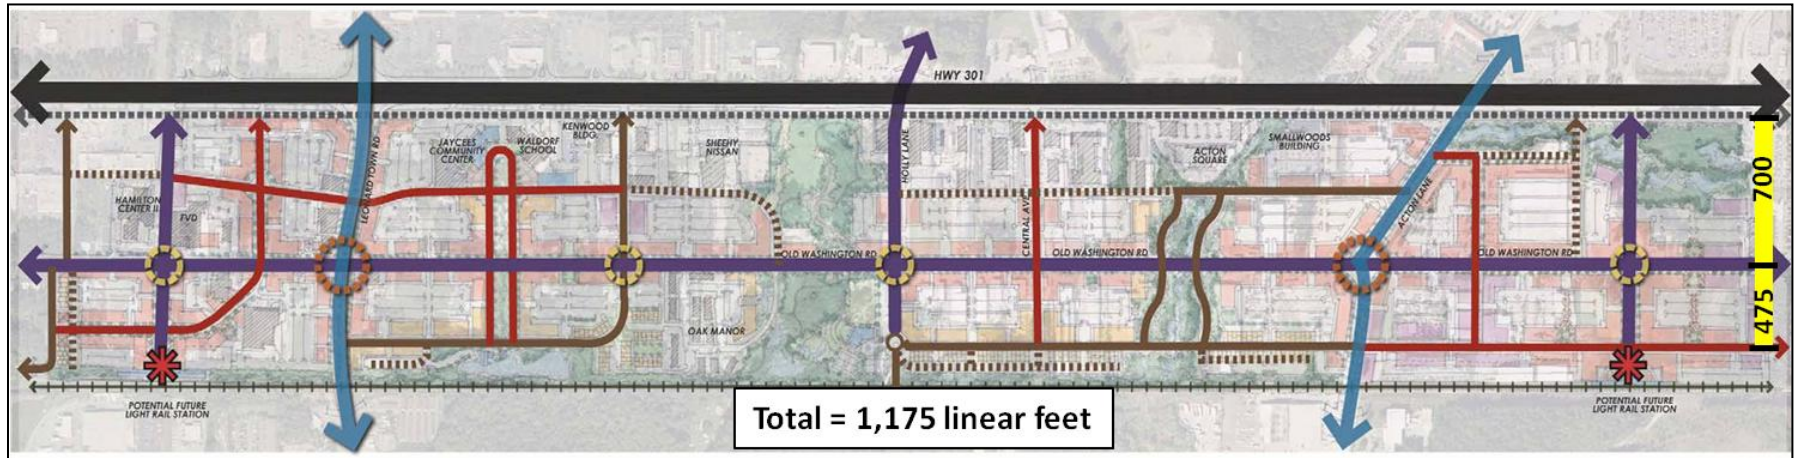 HWY 301
LEONARD TOWN RD
JAYCEES
COMMUNITY
CENTER
WALDORF
SCHOOL
KENWOOD
BLDG.
SHEEHY
NISSAN
HOLLY LANE
ACTON
SQUARE
SMALLWOODS
BUILDING
HAMILTON
CENTER II
FVD
CENTRAL AVE
ACTON LANE
700
OLD WASHINGTON RD
OLD WASHINGTON RD
OLD WASHINGTON RD
475
OAK MANOR
POTENTIAL FUTURE
LIGHT RAIL STATION
Total = 1,175 linear feet
POTENTIAL FUTURE
LIGHT RAIL STATION